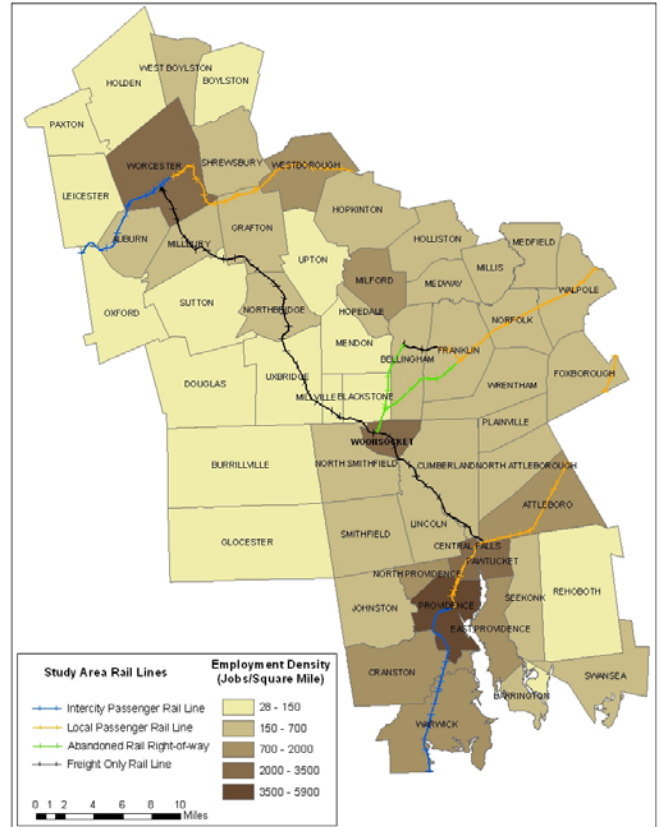 WEST BOYLSTON
HOLDEN
BOYLSTON
PAXTON
WORCESTER
SHREWSBURY
WESTBOROUGH
LEICESTER
HOPKINTON
AUBURN
MILLBURY
GRAFTON
HOLLISTON
MEDFIELD
UPTON
MILLIS
MILFORD
MEDWAY
WALPOLE
OXFORD
SUTTON
NORTHBRIDGE
HOPEDALE
NORFOLK
MENDON
FRANKLIN
BELLINGHAM
FOXBOROUGH
UXBRIDGE
DOUGLAS
WRENTHAM
MILLVILLE
BLACKSTONE
PLAINVILLE
WOONSOCKET
BURRILLVILLE
NORTH SMITHFIELD
CUMBERLAND
NORTH ATTLEBOROUGH
ATTLEBORO
LINCOLN
GLOCESTER
SMITHFIELD
CENTRAL FALLS
PAWTUCKET
NORTH PROVIDENCE
REHOBOTH
SEEKONK
JOHNSTON
PROVIDENCE
EAST PROVIDENCE
CRANSTON
SWANSEA
BARRINGTON
WARWICK
Study Area Rail Lines
Intercity Passenger Rail Line
Local Passenger Rail Line
Abandoned Rail Right-of-way
Freight Only Rail Line
0 1 2 4 6 8 10
Miles
Employment Density
(Jobs/Square Mile)
28 - 150
150 - 700
700 - 2000
2000 - 3500
3500 - 5900